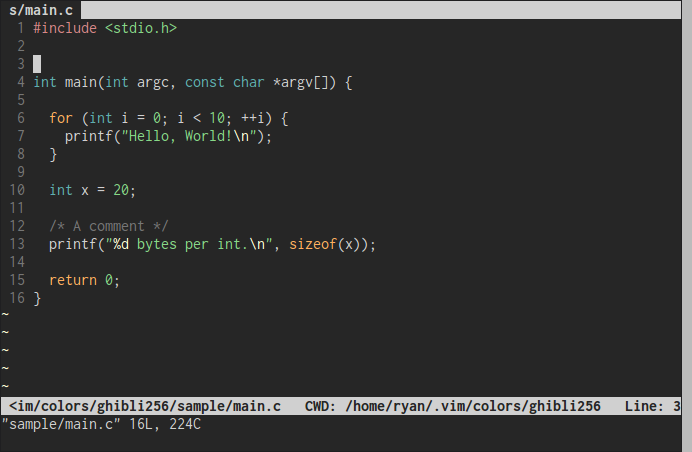 s/main.c
1 #include <stdio.h>
2
3
4 int main(int argc, const char *argv[]) {
5
6   for (int i = 0; i < 10; ++i) {
7     printf("Hello, World!\n");
8   }
9
10   int x = 20;
11
12   /* A comment */
13   printf("%d bytes per int.\n", sizeof(x));
14
15   return 0;
16 }
~
~
~
~
~
<im/colors/ghibli256/sample/main.c   CWD: /home/ryan/.vim/colors/ghibli256   Line: 3
"sample/main.c" 16L, 224C